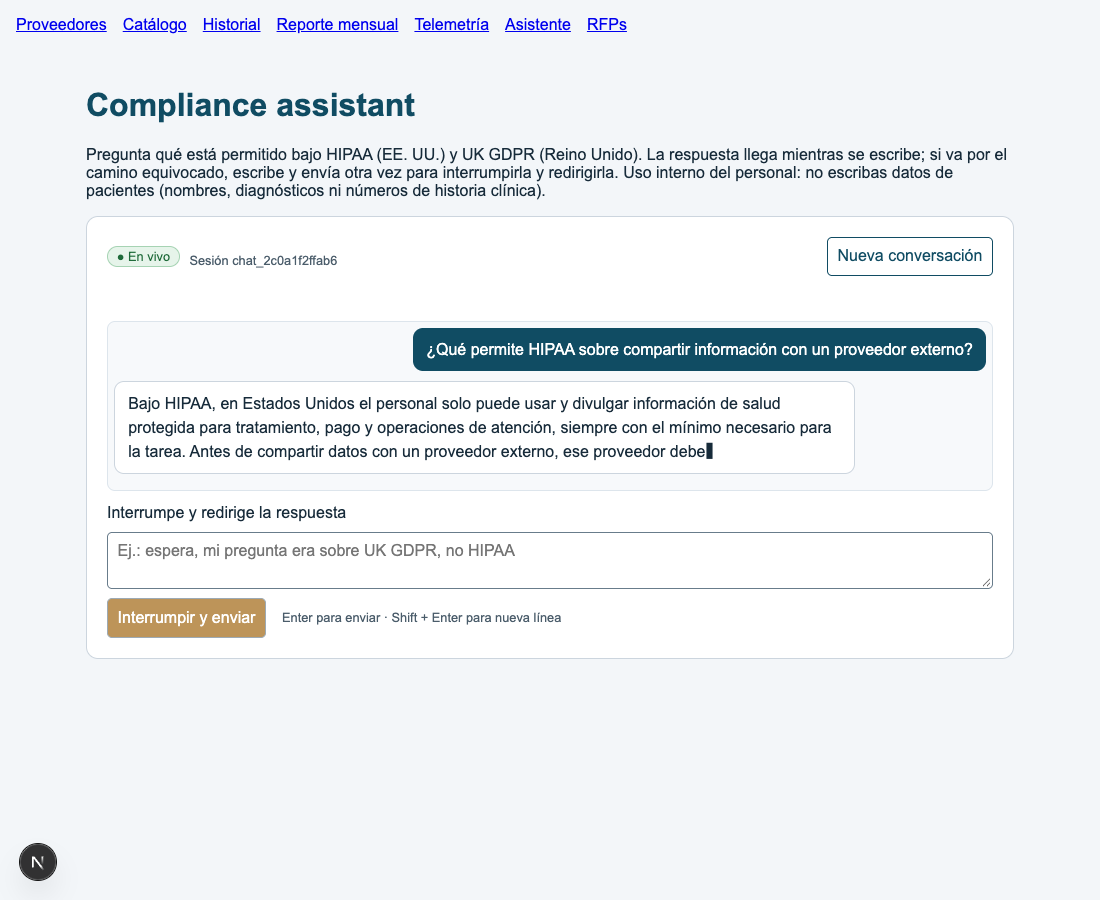 Proveedores Catálogo Historial Reporte mensual Telemetría Asistente RFPs
Compliance assistant
Pregunta qué está permitido bajo HIPAA (EE. UU.) y UK GDPR (Reino Unido). La respuesta llega mientras se escribe; si va por el
camino equivocado, escribe y envía otra vez para interrumpirla y redirigirla. Uso interno del personal: no escribas datos de
pacientes (nombres, diagnósticos ni números de historia clínica).
● En vivo Sesión chat_2c0a1f2ffab6
Nueva conversación
¿Qué permite HIPAA sobre compartir información con un proveedor externo?
Bajo HIPAA, en Estados Unidos el personal solo puede usar y divulgar información de salud
protegida para tratamiento, pago y operaciones de atención, siempre con el mínimo necesario para
la tarea. Antes de compartir datos con un proveedor externo, ese proveedor debe
Interrumpe y redirige la respuesta
Ej.: espera, mi pregunta era sobre UK GDPR, no HIPAA
Interrumpir y enviar Enter para enviar · Shift + Enter para nueva línea
N